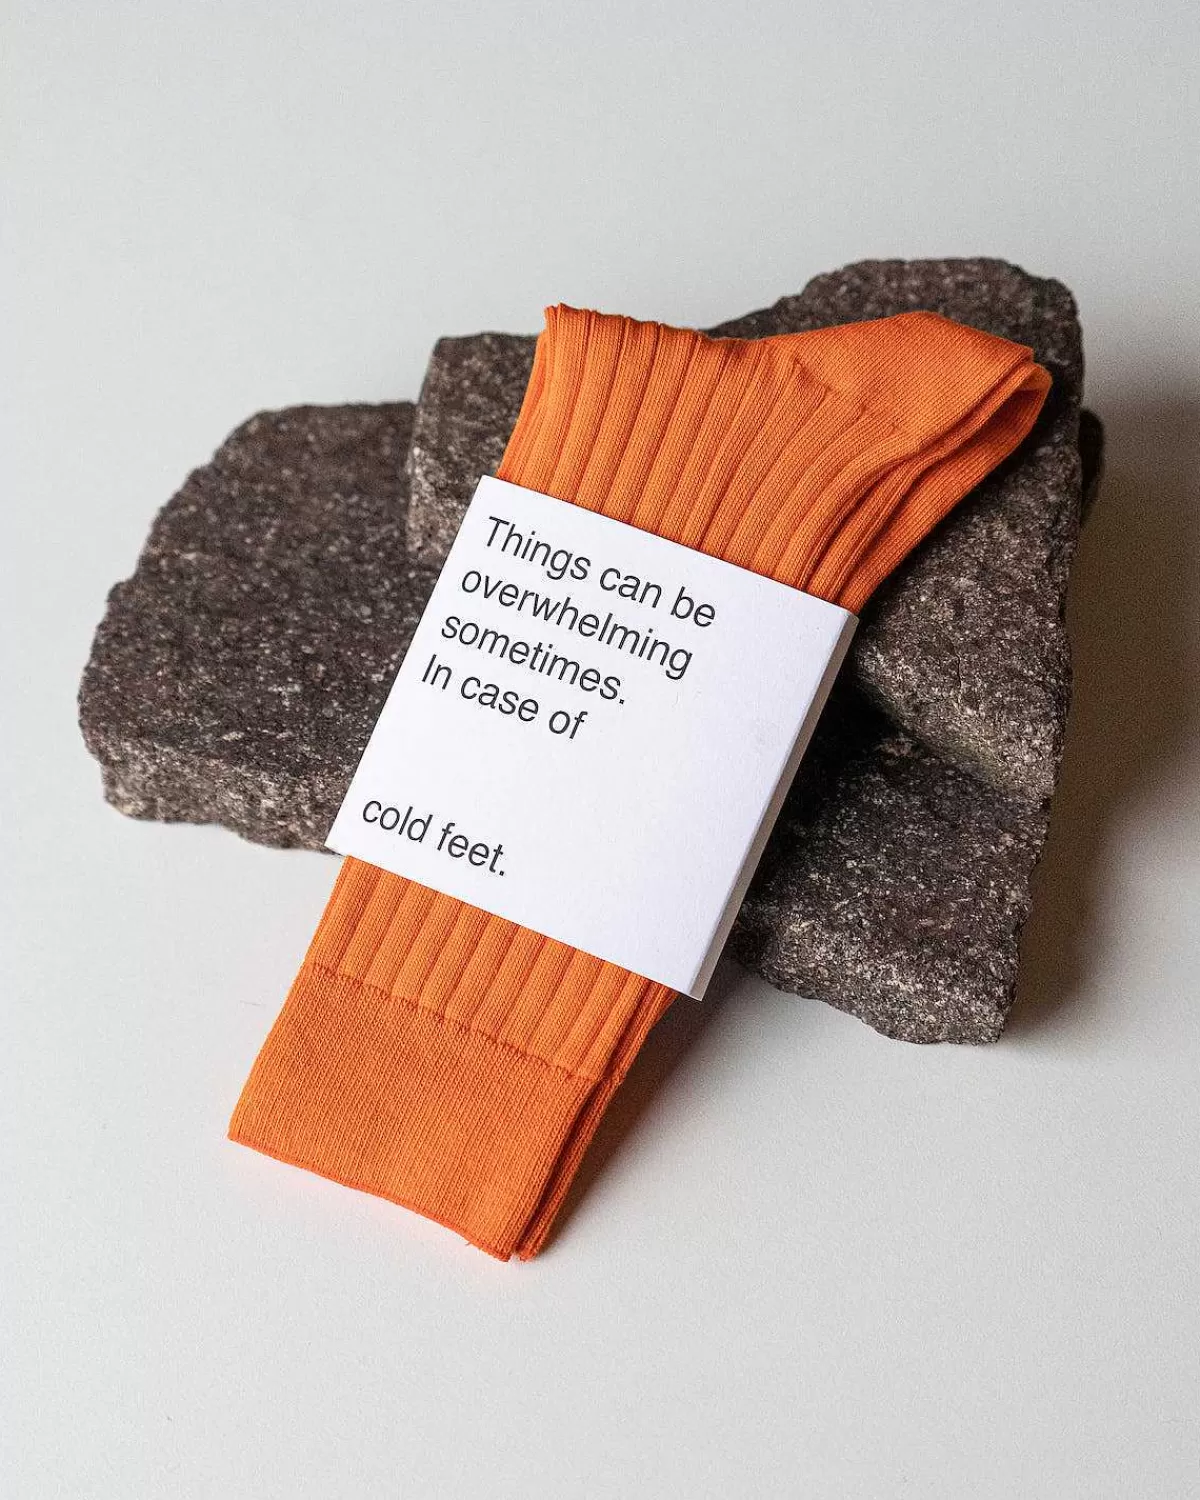 Things can be
overwhelming
sometimes.
In case of
cold feet.